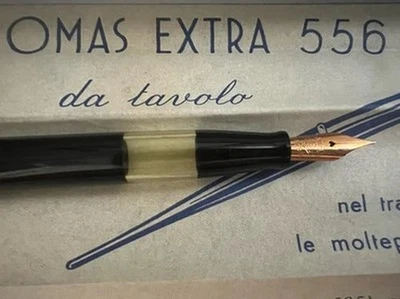 OMAS EXTRA 556
da tavolo
nel tra
le moltep